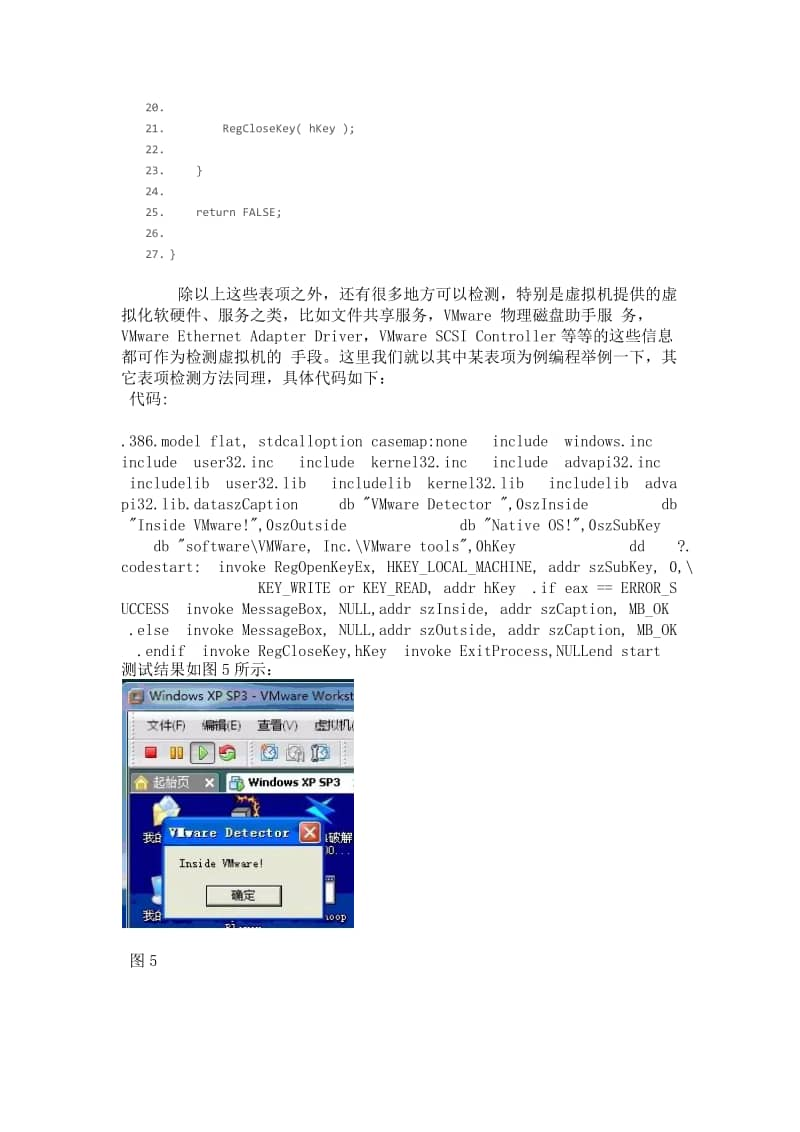 20.
21. RegCloseKey( hKey );
22.
23. }
24.
25. return FALSE;
26.
27. }
除以上这些表项之外，还有很多地方可以检测，特别是虚拟机提供的虚
拟化软硬件、服务之类，比如文件共享服务，VMware 物理磁盘助手服 务，
VMware Ethernet Adapter Driver，VMware SCSI Controller 等等的这些信息
都可作为检测虚拟机的 手段。这里我们就以其中某表项为例编程举例一下，其
它表项检测方法同理，具体代码如下：
代码:
.386.model flat, stdcalloption casemap:none include windows.inc
include user32.inc include kernel32.inc include advapi32.inc
includelib user32.lib includelib kernel32.lib includelib adva
pi32.lib.dataszCaption db "VMware Detector ",0szInside db
"Inside VMware!",0szOutside db "Native OS!",0szSubKey
db "software\VMWare, Inc.\VMware tools",0hKey dd ?.
codestart: invoke RegOpenKeyEx, HKEY_LOCAL_MACHINE, addr szSubKey, 0,\
KEY_WRITE or KEY_READ, addr hKey .if eax == ERROR_S
UCCESS invoke MessageBox, NULL,addr szInside, addr szCaption, MB_OK
.else invoke MessageBox, NULL,addr szOutside, addr szCaption, MB_OK
.endif invoke RegCloseKey,hKey invoke ExitProcess,NULLend start
测试结果如图 5 所示：
Windows XP SP3 - VMware Workst
文件(F) 编辑(E) 查看(V) 虚拟机(
起始页 Windows XP SP3
我的 破解
VMware Detector
Inside VMware!
确定
我的 noop
图 5